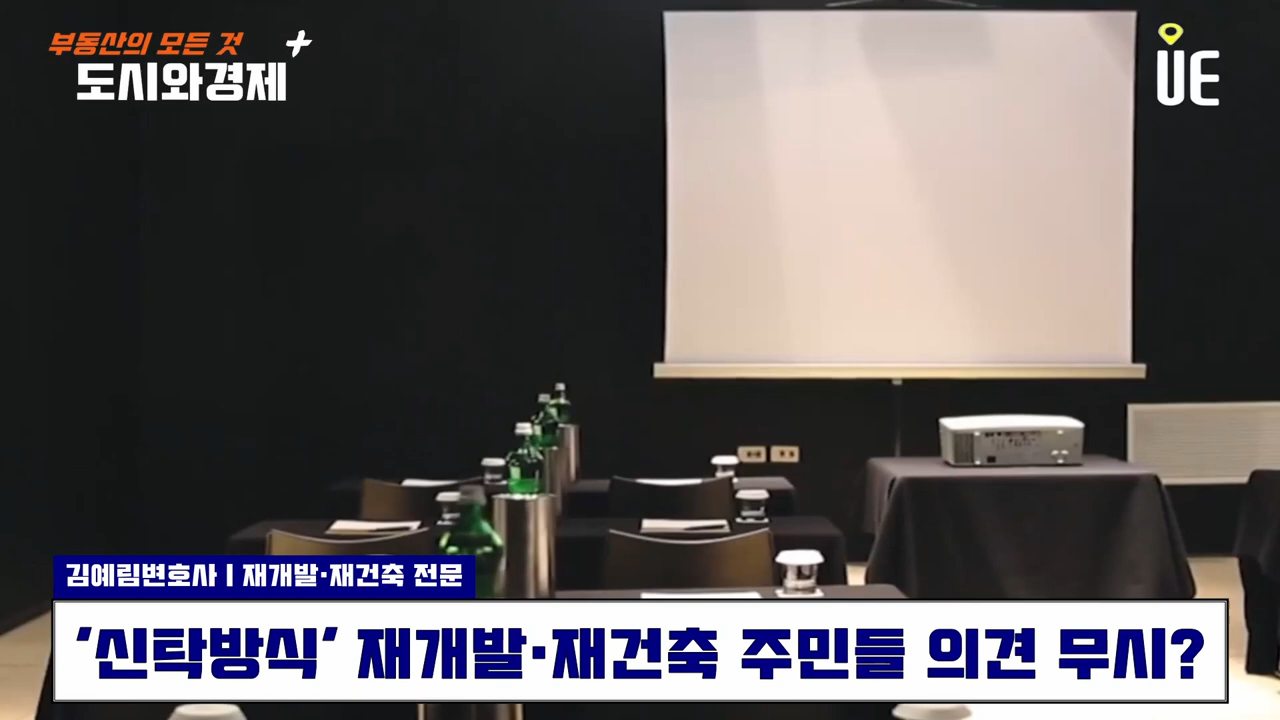 부동산의 모든 것
도시와경제
UE
김예림변호사 | 재개발·재건축 전문
'신탁방식' 재개발·재건축 주민들 의견 무시?